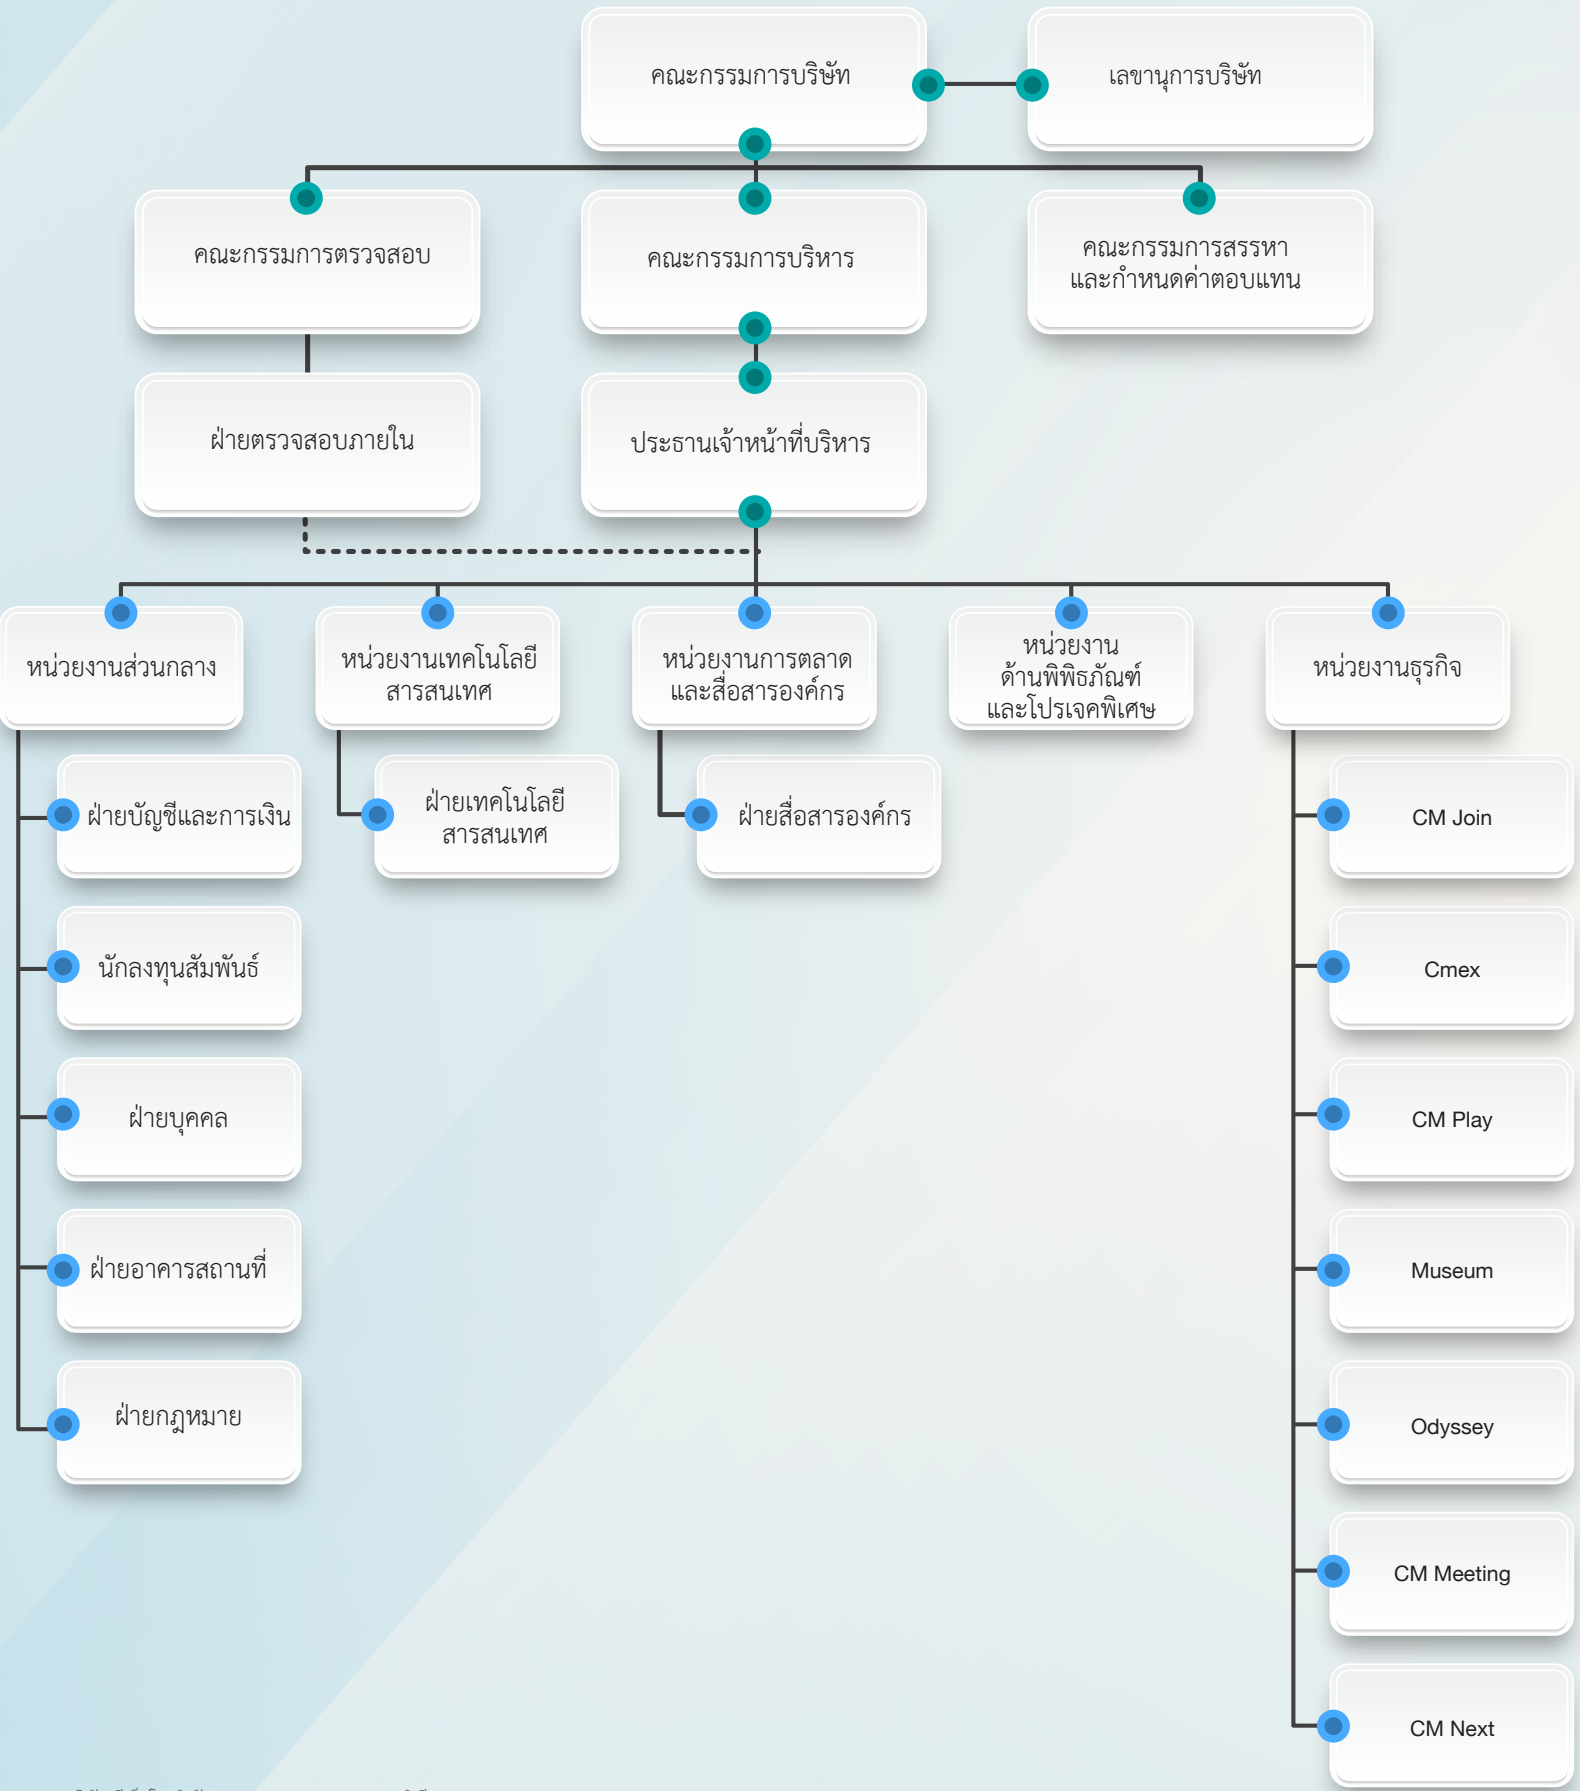 คณะกรรมการบริษัท
เลขานุการบริษัท
คณะกรรมการตรวจสอบ
คณะกรรมการบริหาร
คณะกรรมการสรรหา
และกำหนดค่าตอบแทน
ฝ่ายตรวจสอบภายใน
ประธานเจ้าหน้าที่บริหาร
หน่วยงานส่วนกลาง
หน่วยงานเทคโนโลยี
สารสนเทศ
หน่วยงานการตลาด
และสื่อสารองค์กร
หน่วยงาน
ด้านพิพิธภัณฑ์
และโปรเจคพิเศษ
หน่วยงานธุรกิจ
ฝ่ายบัญชีและการเงิน
นักลงทุนสัมพันธ์
ฝ่ายบุคคล
ฝ่ายอาคารสถานที่
ฝ่ายกฎหมาย
ฝ่ายเทคโนโลยี
สารสนเทศ
ฝ่ายสื่อสารองค์กร
CM Join
Cmex
CM Play
Museum
Odyssey
CM Meeting
CM Next